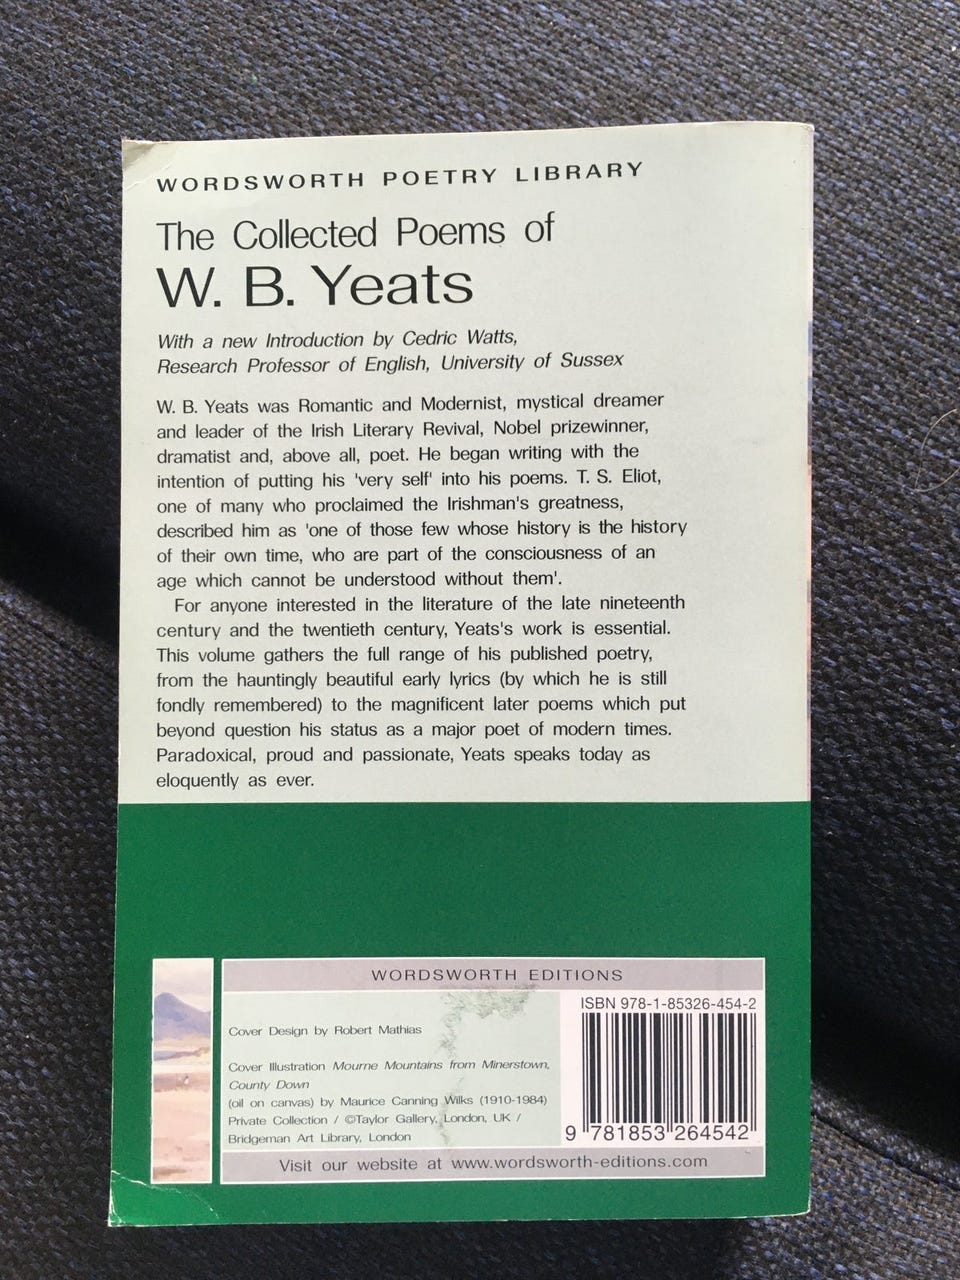 WORDSWORTH POETRY LIBRARY
The Collected Poems of
W. B. Yeats
With a new Introduction by Cedric Watts,
Research Professor of English, University of Sussex
W. B. Yeats was Romantic and Modernist, mystical dreamer
and leader of the Irish Literary Revival, Nobel prizewinner,
dramatist and, above all, poet. He began writing with the
intention of putting his 'very self' into his poems. T. S. Eliot,
one of many who proclaimed the Irishman's greatness,
described him as 'one of those few whose history is the history
of their own time, who are part of the consciousness of an
age which cannot be understood without them'.
For anyone interested in the literature of the late nineteenth
century and the twentieth century, Yeats's work is essential.
This volume gathers the full range of his published poetry,
from the hauntingly beautiful early lyrics (by which he is still
fondly remembered) to the magnificent later poems which put
beyond question his status as a major poet of modern times.
Paradoxical, proud and passionate, Yeats speaks today as
eloquently as ever.
WORDSWORTH EDITIONS
Cover Design by Robert Mathias
Cover Illustration Mourne Mountains from Minerstown,
County Down
(oil on canvas) by Maurice Canning Wilks (1910-1984)
Private Collection / ©Taylor Gallery, London, UK /
Bridgeman Art Library, London
ISBN 978-1-85326-454-2
9 781853 264542
Visit our website at www.wordsworth-editions.com